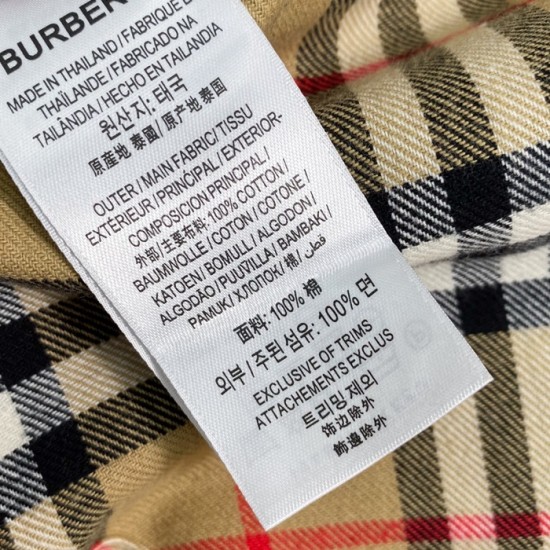 BURBER
MADE IN THAILAND / FABRIQUÉ E
THAÏLANDE / FABRICADO NA
TAILÂNDIA / HECHO EN TAILANDIA
원산지: 태국
原産地 泰國 / 原产地 泰国
OUTER / MAIN FABRIC / TISSU
EXTÉRIEUR / PRINCIPAL / EXTERIOR-
COMPOSICION PRINCIPAL /
外部 / 主要布料: 100% COTTON /
BAUMWOLLE / COTON / COTONE /
KATOEN / BOMULL / ALGODON /
ALGODÃO / PUUVILLA / BAMBAKI /
PAMUK / ХЛОПОК / 棉 / قطن
面料: 100% 棉
외부 / 주된 섬유: 100% 면
EXCLUSIVE OF TRIMS
ATTACHEMENTS EXCLUS
트리밍 제외
饰边除外
飾邊除外